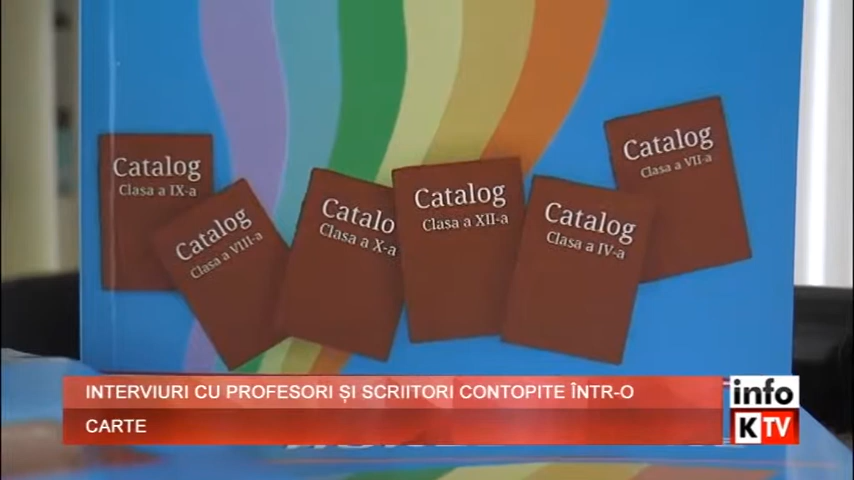 Catalog
Clasa a IX-a
Catalog
Clasa a VIII-a
Catalog
Clasa a X-a
Catalog
Clasa a XII-a
Catalog
Clasa a IV-a
Catalog
Clasa a VII-a
INTERVIURI CU PROFESORI ȘI SCRIITORI CONTOPITE ÎNTR-O
CARTE
info
KTV